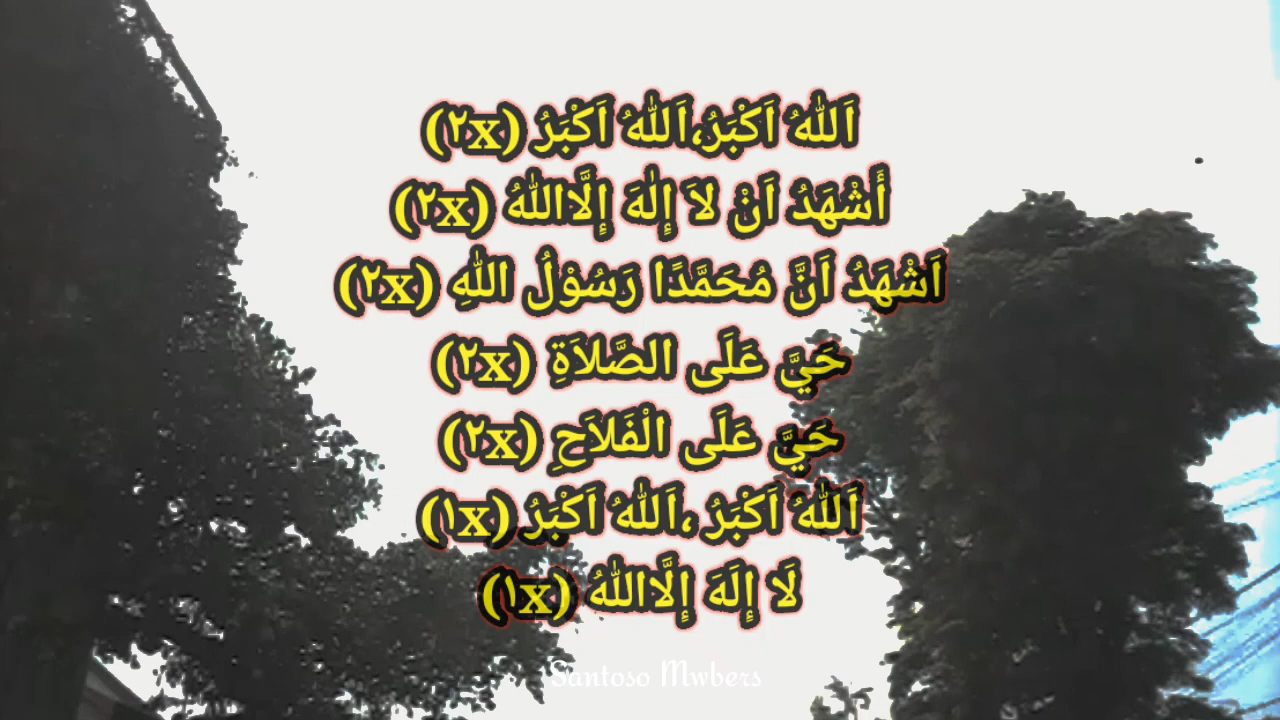 اَللّٰهُ اَكْبَرُ،اَللّٰهُ اَكْبَرُ (٢x)
أَشْهَدُ اَنْ لاَ إِلٰهَ إِلَّااللّٰهُ (٢x)
اَشْهَدُ اَنَّ مُحَمَّدًا رَسُوْلُ اللّٰهِ (٢x)
حَيَّ عَلَى الصَّلاَةِ (٢x)
حَيَّ عَلَى الْفَلاَحِ (٢x)
اَللّٰهُ اَكْبَرُ ،اَللّٰهُ اَكْبَرُ (١x)
لَا إِلَهَ إِلَّااللّٰهُ (١x)
Santoso Mwbers